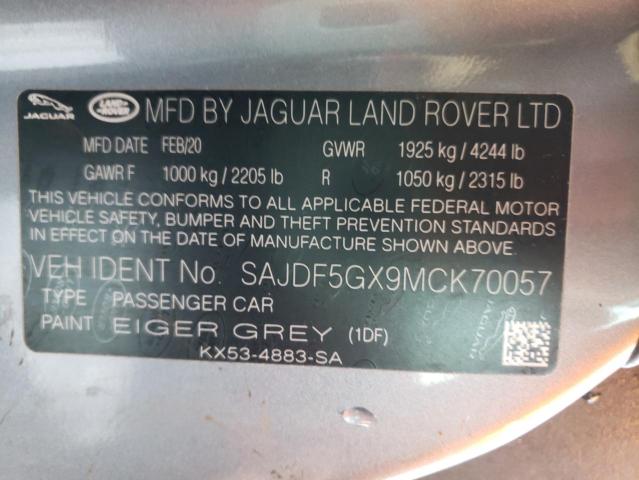 JAGUAR LAND-ROVER MFD BY JAGUAR LAND ROVER LTD
MFD DATE FEB/20 GVWR 1925 kg / 4244 lb
GAWR F 1000 kg / 2205 lb R 1050 kg / 2315 lb
THIS VEHICLE CONFORMS TO ALL APPLICABLE FEDERAL MOTOR
VEHICLE SAFETY, BUMPER AND THEFT PREVENTION STANDARDS
IN EFFECT ON THE DATE OF MANUFACTURE SHOWN ABOVE.
VEH IDENT No. SAJDF5GX9MCK70057
TYPE PASSENGER CAR
PAINT EIGER GREY (1DF)
KX53-4883-SA